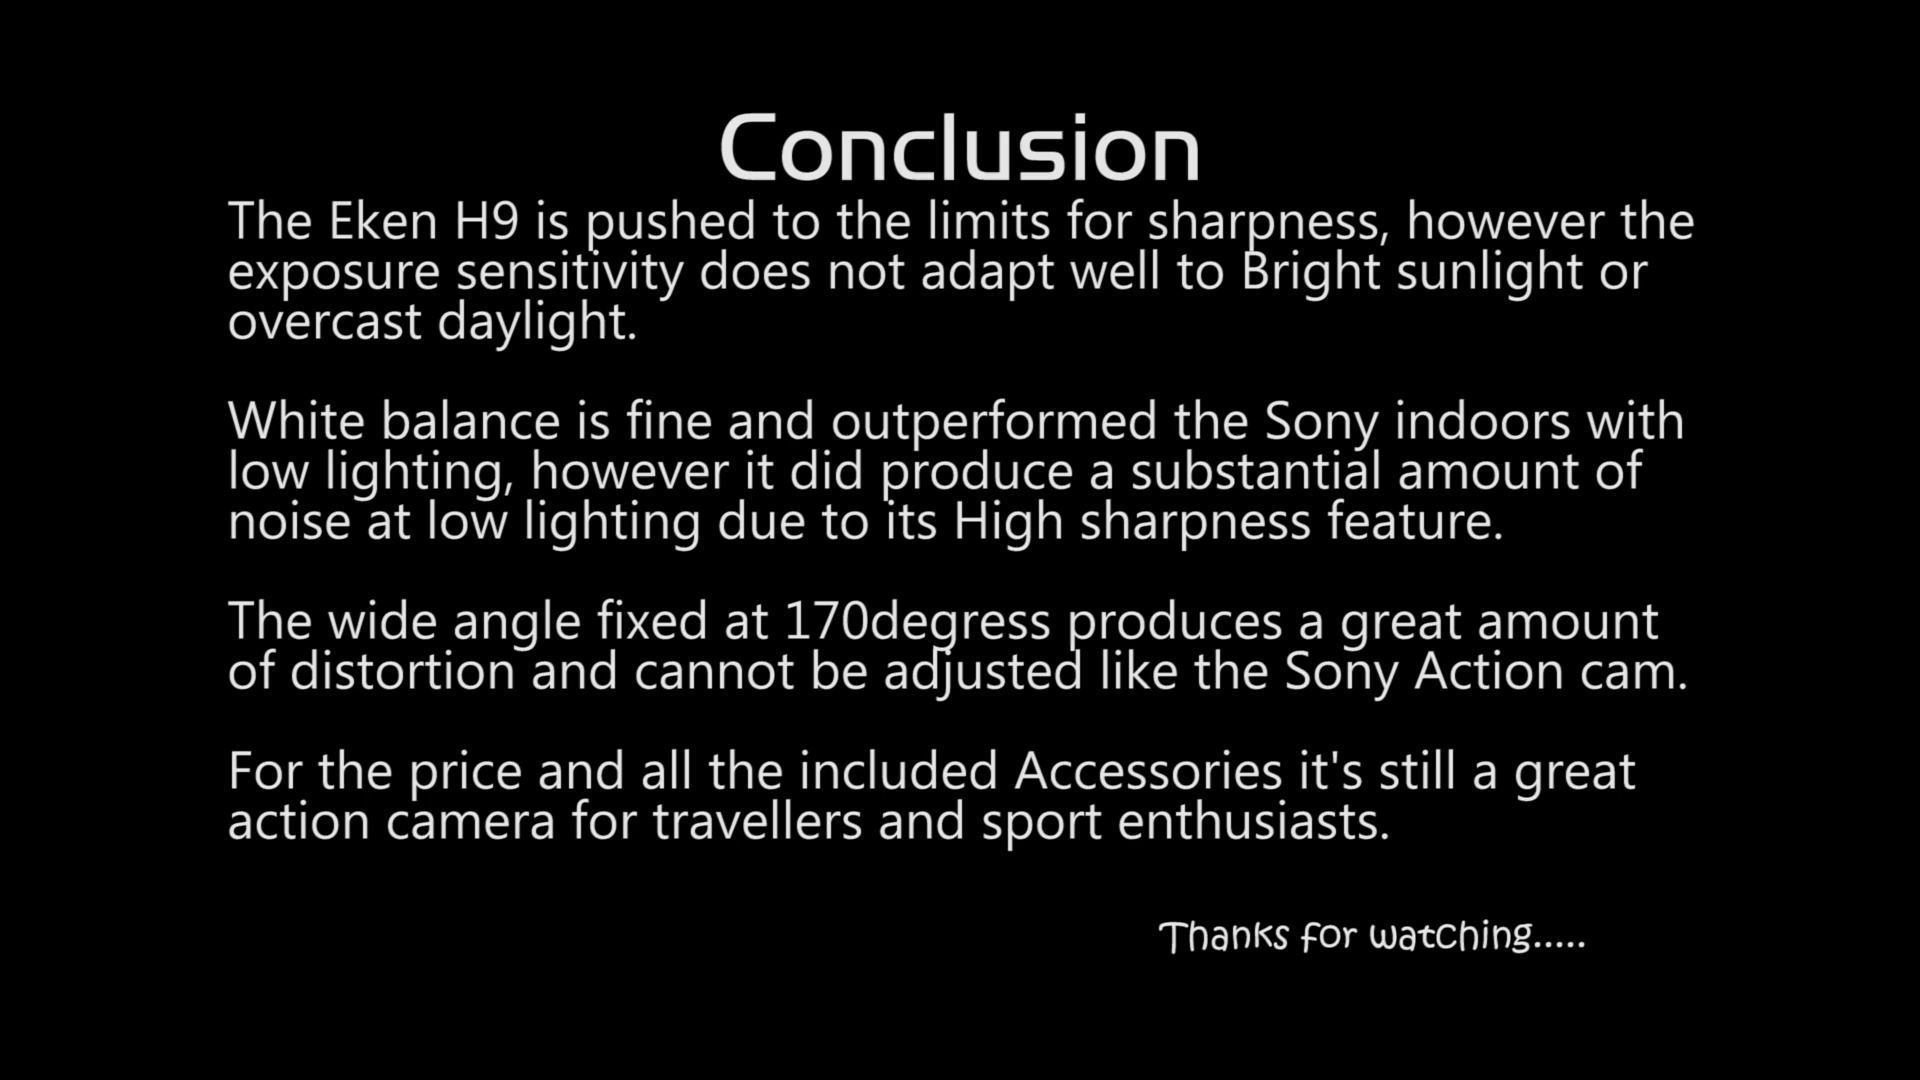 Conclusion
The Eken H9 is pushed to the limits for sharpness, however the
exposure sensitivity does not adapt well to Bright sunlight or
overcast daylight.
White balance is fine and outperformed the Sony indoors with
low lighting, however it did produce a substantial amount of
noise at low lighting due to its High sharpness feature.
The wide angle fixed at 170degress produces a great amount
of distortion and cannot be adjusted like the Sony Action cam.
For the price and all the included Accessories it's still a great
action camera for travellers and sport enthusiasts.
Thanks for watching.....